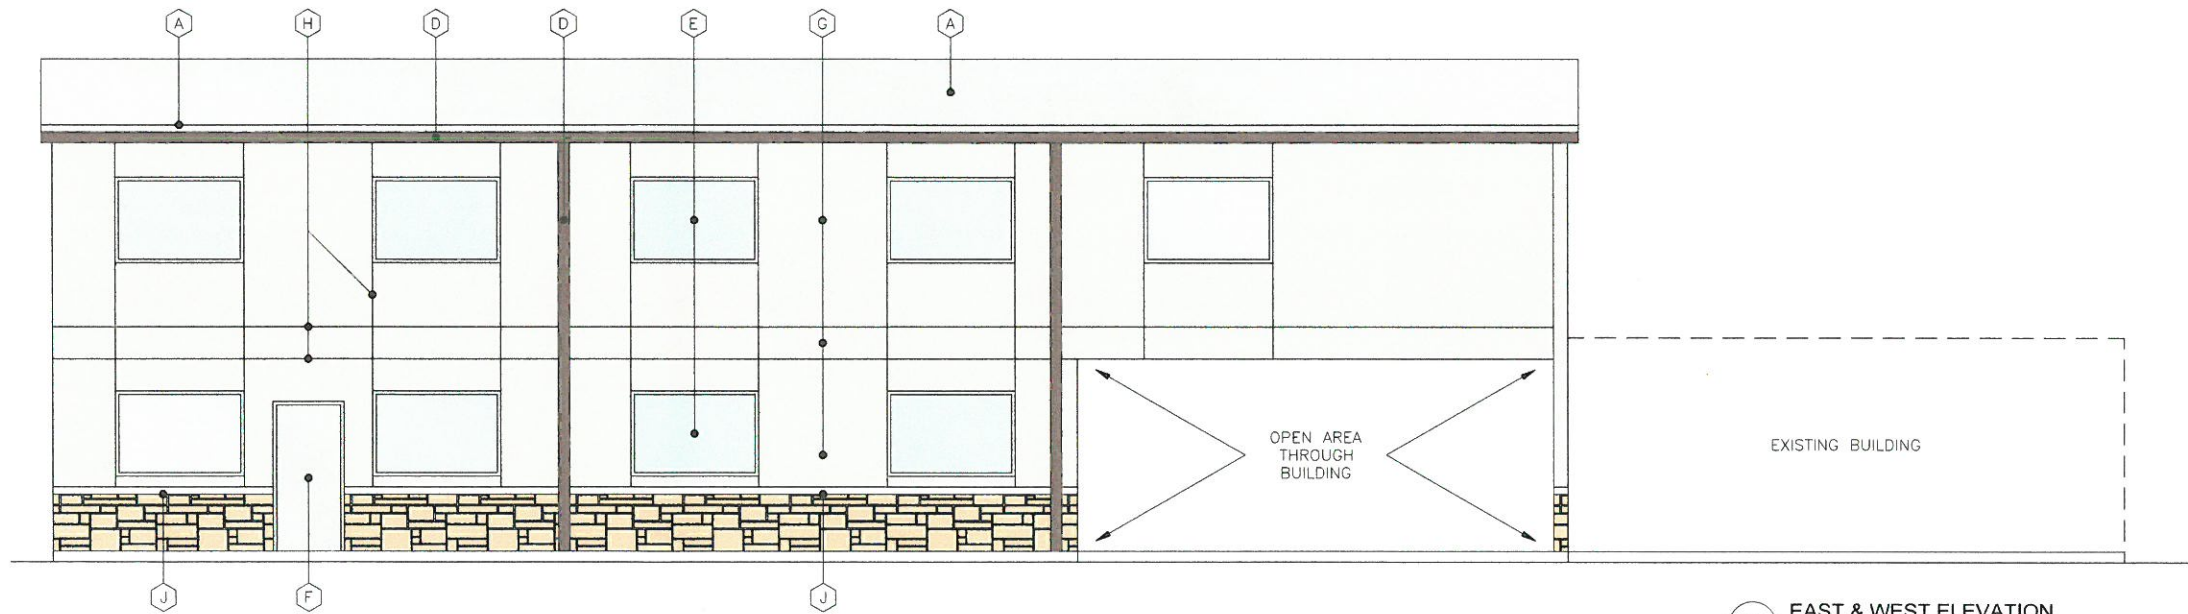 A H D D E G A
OPEN AREA
THROUGH
BUILDING
EXISTING BUILDING
J F J
EAST & WEST ELEVATION